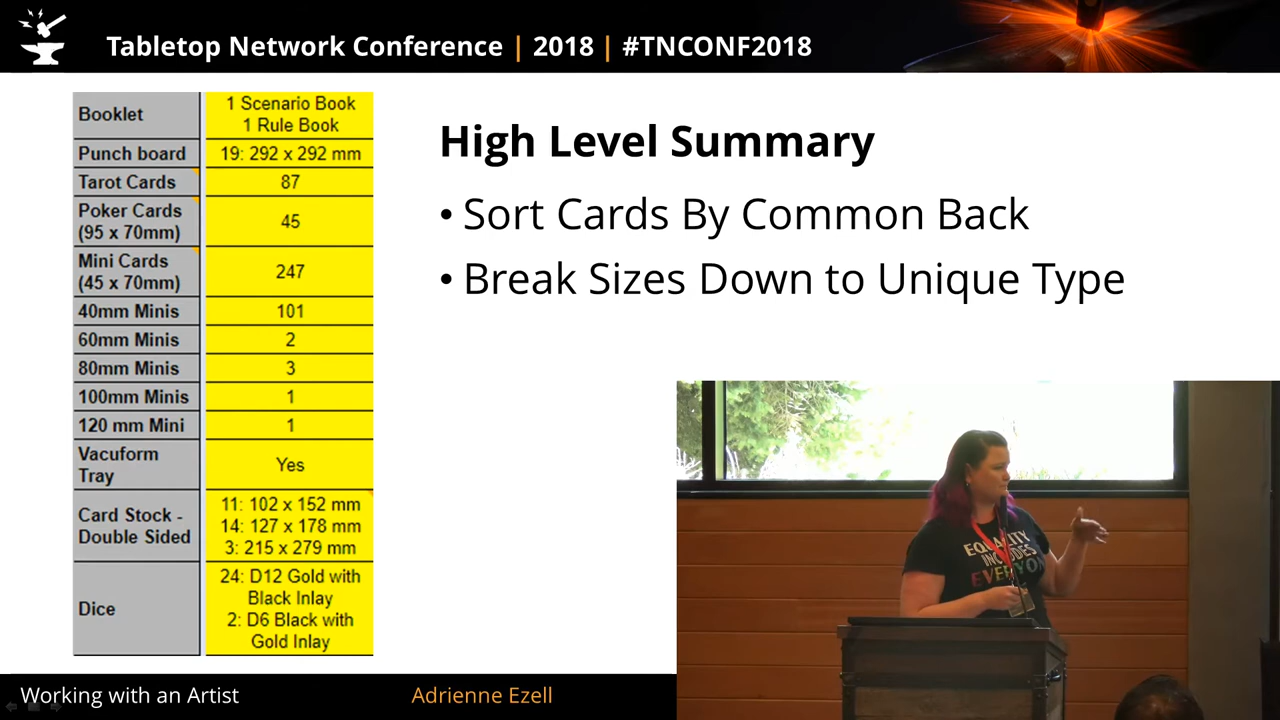 Tabletop Network Conference | 2018 | #TNCONF2018
Booklet
1 Scenario Book
1 Rule Book
Punch board
19: 292 x 292 mm
Tarot Cards
87
Poker Cards
(95 x 70mm)
45
Mini Cards
(45 x 70mm)
247
40mm Minis
101
60mm Minis
2
80mm Minis
3
100mm Minis
1
120 mm Mini
1
Vacuform
Tray
Yes
Card Stock -
Double Sided
11: 102 x 152 mm
14: 127 x 178 mm
3: 215 x 279 mm
Dice
24: D12 Gold with
Black Inlay
2: D6 Black with
Gold Inlay
High Level Summary
• Sort Cards By Common Back
• Break Sizes Down to Unique Type
EQUALITY
INCLUDES
EVERYON
Working with an Artist
Adrienne Ezell